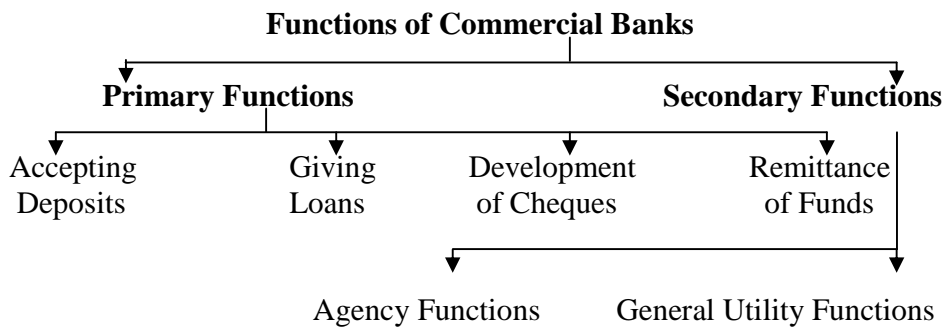 Functions of Commercial Banks
Primary Functions Secondary Functions
Accepting Giving Development Remittance
Deposits Loans of Cheques of Funds
Agency Functions General Utility Functions